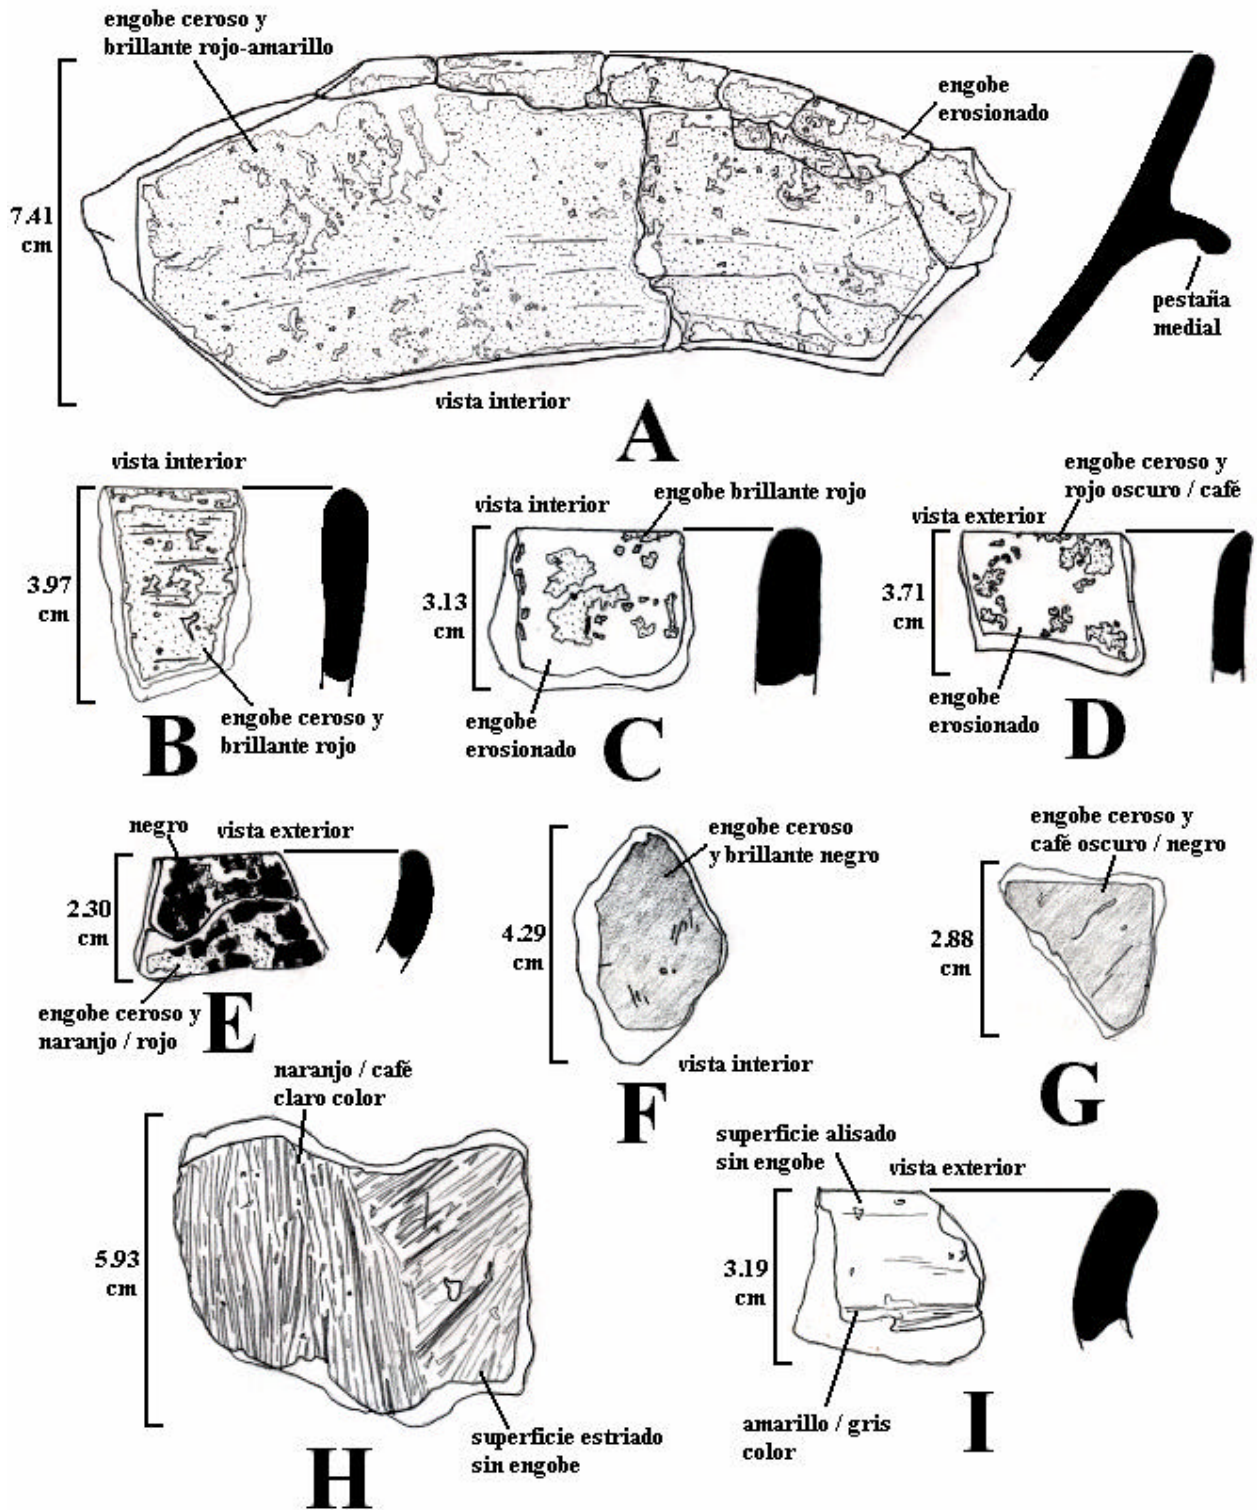 engobe ceroso y
brillante rojo-amarillo
engobe
erosionado
7.41
cm
pestaña
medial
vista interior
A
vista interior
3.97
cm
engobe ceroso y
brillante rojo
B
vista interior
engobe brillante rojo
3.13
cm
engobe
erosionado
C
engobe ceroso y
rojo oscuro / café
vista exterior
3.71
cm
engobe
erosionado
D
negro
vista exterior
2.30
cm
engobe ceroso y
naranjo / rojo
E
engobe ceroso
y brillante negro
4.29
cm
vista interior
F
engobe ceroso y
café oscuro / negro
2.88
cm
G
naranjo / café
claro color
5.93
cm
superficie estriado
sin engobe
H
superficie alisado
sin engobe
vista exterior
3.19
cm
amarillo / gris
color
I